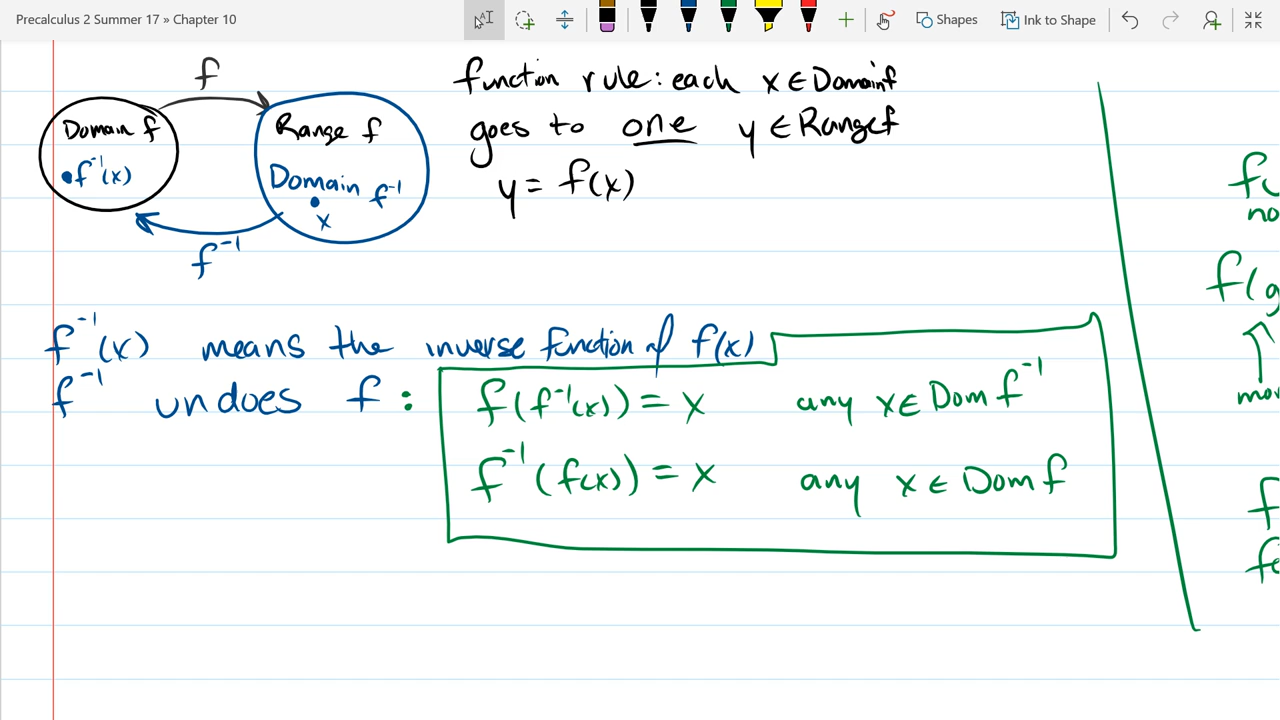 Precalculus 2 Summer 17 » Chapter 10
Shapes
Ink to Shape
f
Domain f
•f⁻¹(x)
Range f
Domain f⁻¹
x
f⁻¹
function rule: each x ∈ Domain f
goes to one y ∈ Range f
y = f(x)
f⁻¹(x) means the inverse function of f(x)
f⁻¹ undoes f :
f(f⁻¹(x)) = x any x ∈ Dom f⁻¹
f⁻¹(f(x)) = x any x ∈ Dom f
no
f(g
f